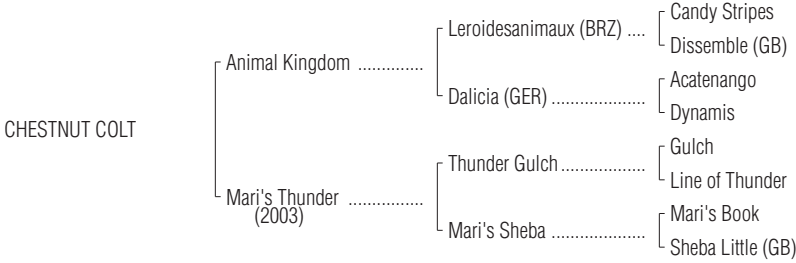 CHESTNUT COLT
Animal Kingdom ..............
Mari's Thunder ................
(2003)
Leroidesanimaux (BRZ) ....
Dalicia (GER) .....................
Thunder Gulch...................
Mari's Sheba .....................
Candy Stripes
Dissemble (GB)
Acatenango
Dynamis
Gulch
Line of Thunder
Mari's Book
Sheba Little (GB)